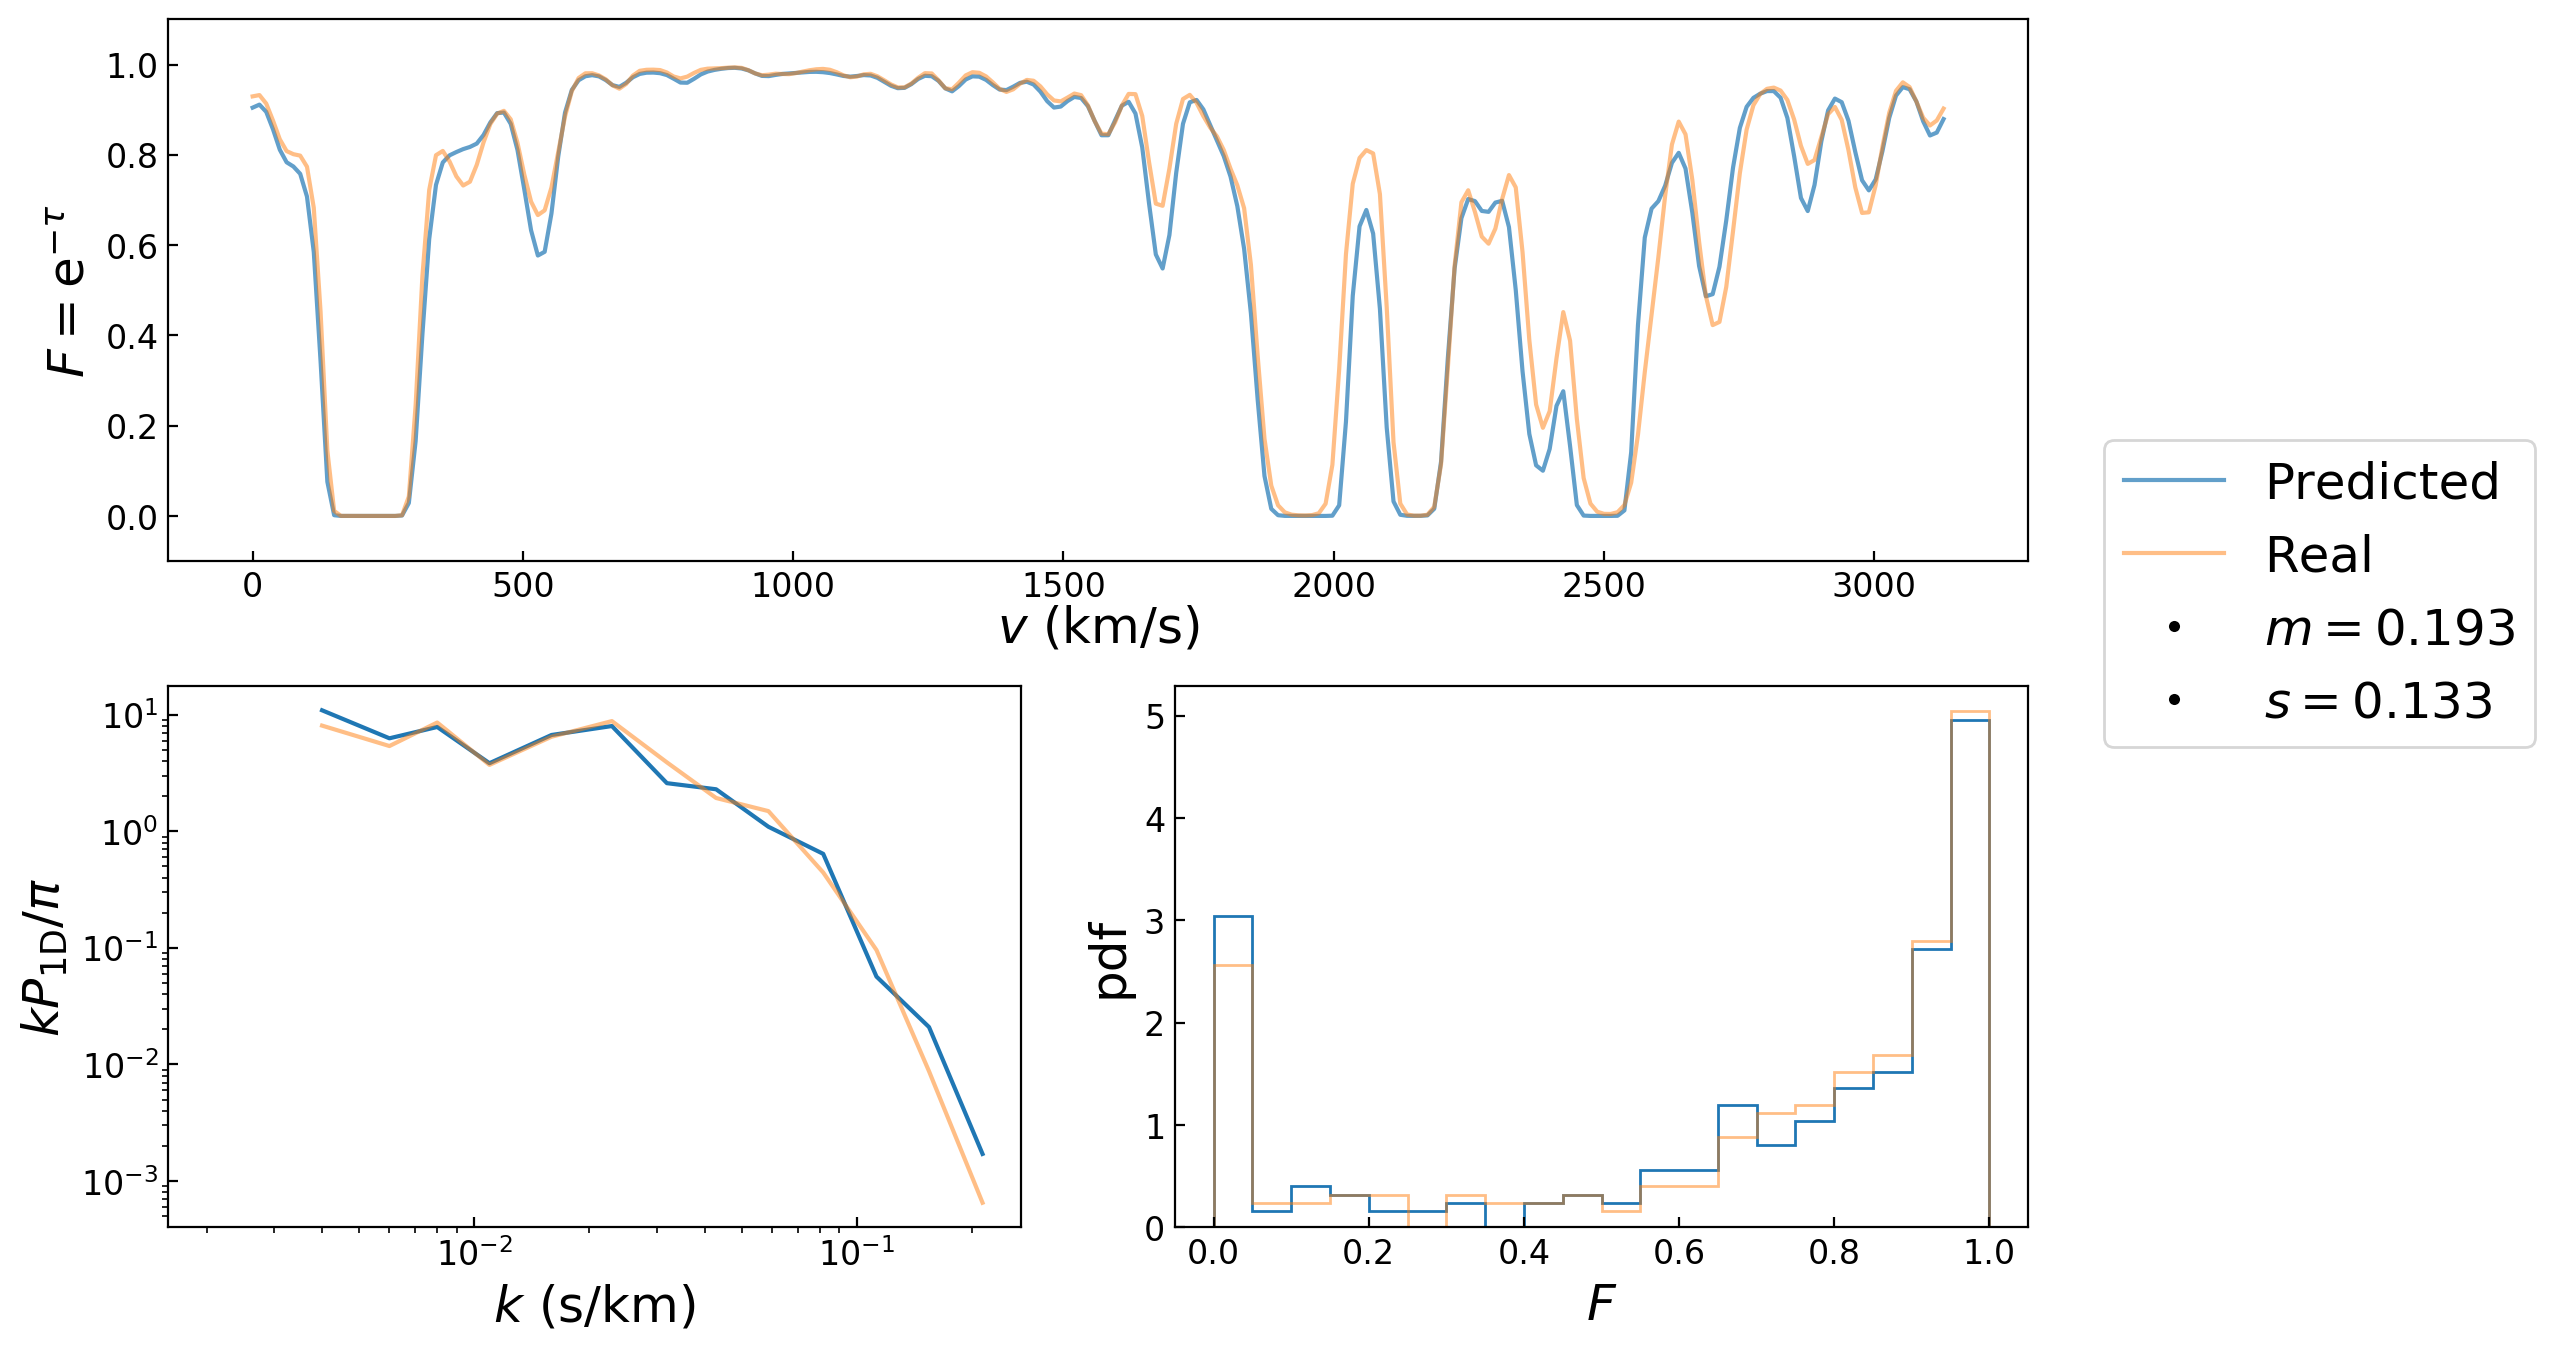 F = e^{-τ}
1.0
0.8
0.6
0.4
0.2
0.0
0 500 1000 1500 2000 2500 3000
v (km/s)
Predicted
Real
m = 0.193
s = 0.133
kP_{1D}/π
10^1
10^0
10^{-1}
10^{-2}
10^{-3}
10^{-2} 10^{-1}
k (s/km)
pdf
5
4
3
2
1
0
0.0 0.2 0.4 0.6 0.8 1.0
F